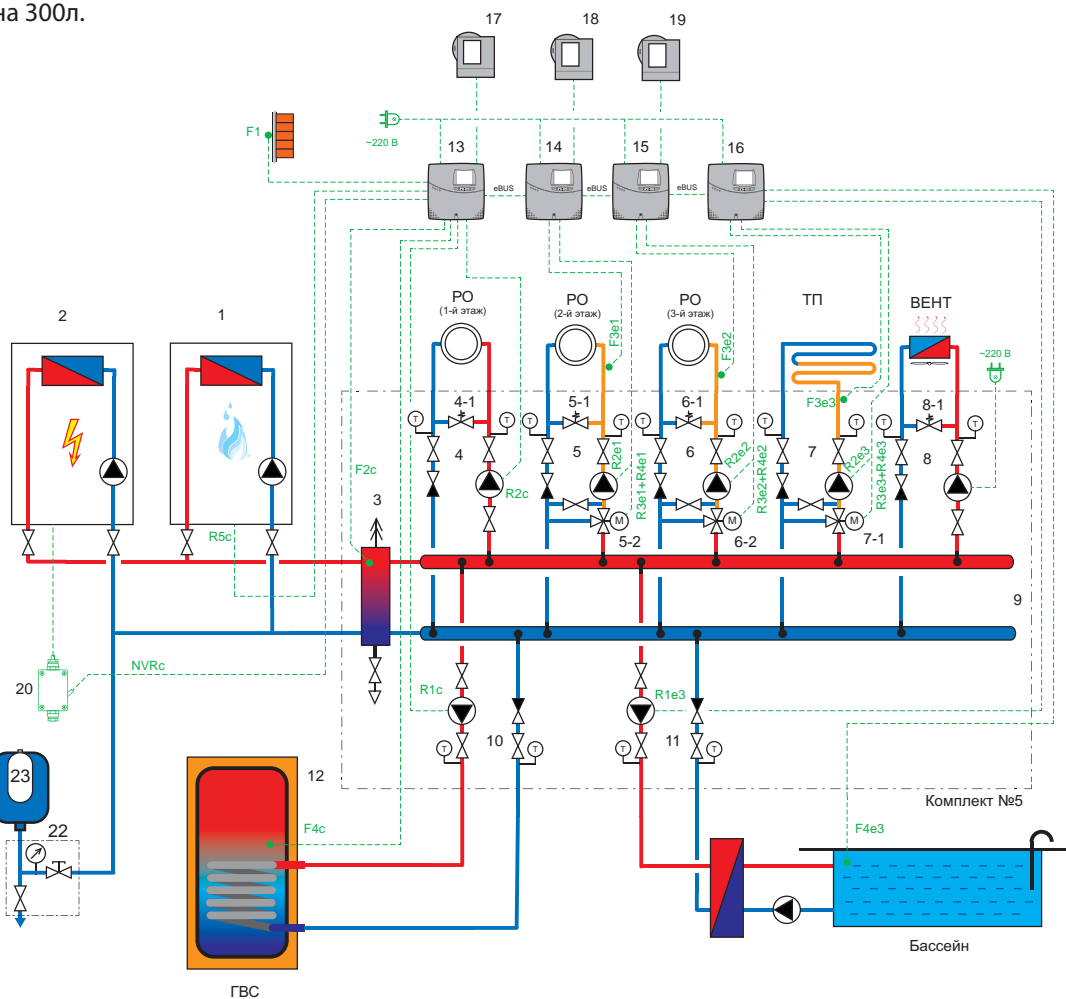 на 300л.
17
18
19
F1
~220 В
13
14
15
16
eBUS
eBUS
eBUS
2
1
РО
(1-й этаж)
РО
(2-й этаж)
РО
(3-й этаж)
ТП
ВЕНТ
F3e1
F3e2
F3e3
~220 В
4-1
5-1
6-1
8-1
T
T
T
T
T
T
T
T
T
T
4
5
6
7
8
F2c
R2c
R2e1
R3e1+R4e1
R2e2
R3e2+R4e2
R2e3
R3e3+R4e3
3
M
M
M
5-2
6-2
7-1
R5c
9
20
NVRc
R1c
R1e3
10
11
T
T
T
T
23
22
12
F4c
Комплект №5
F4e3
Бассейн
ГВС